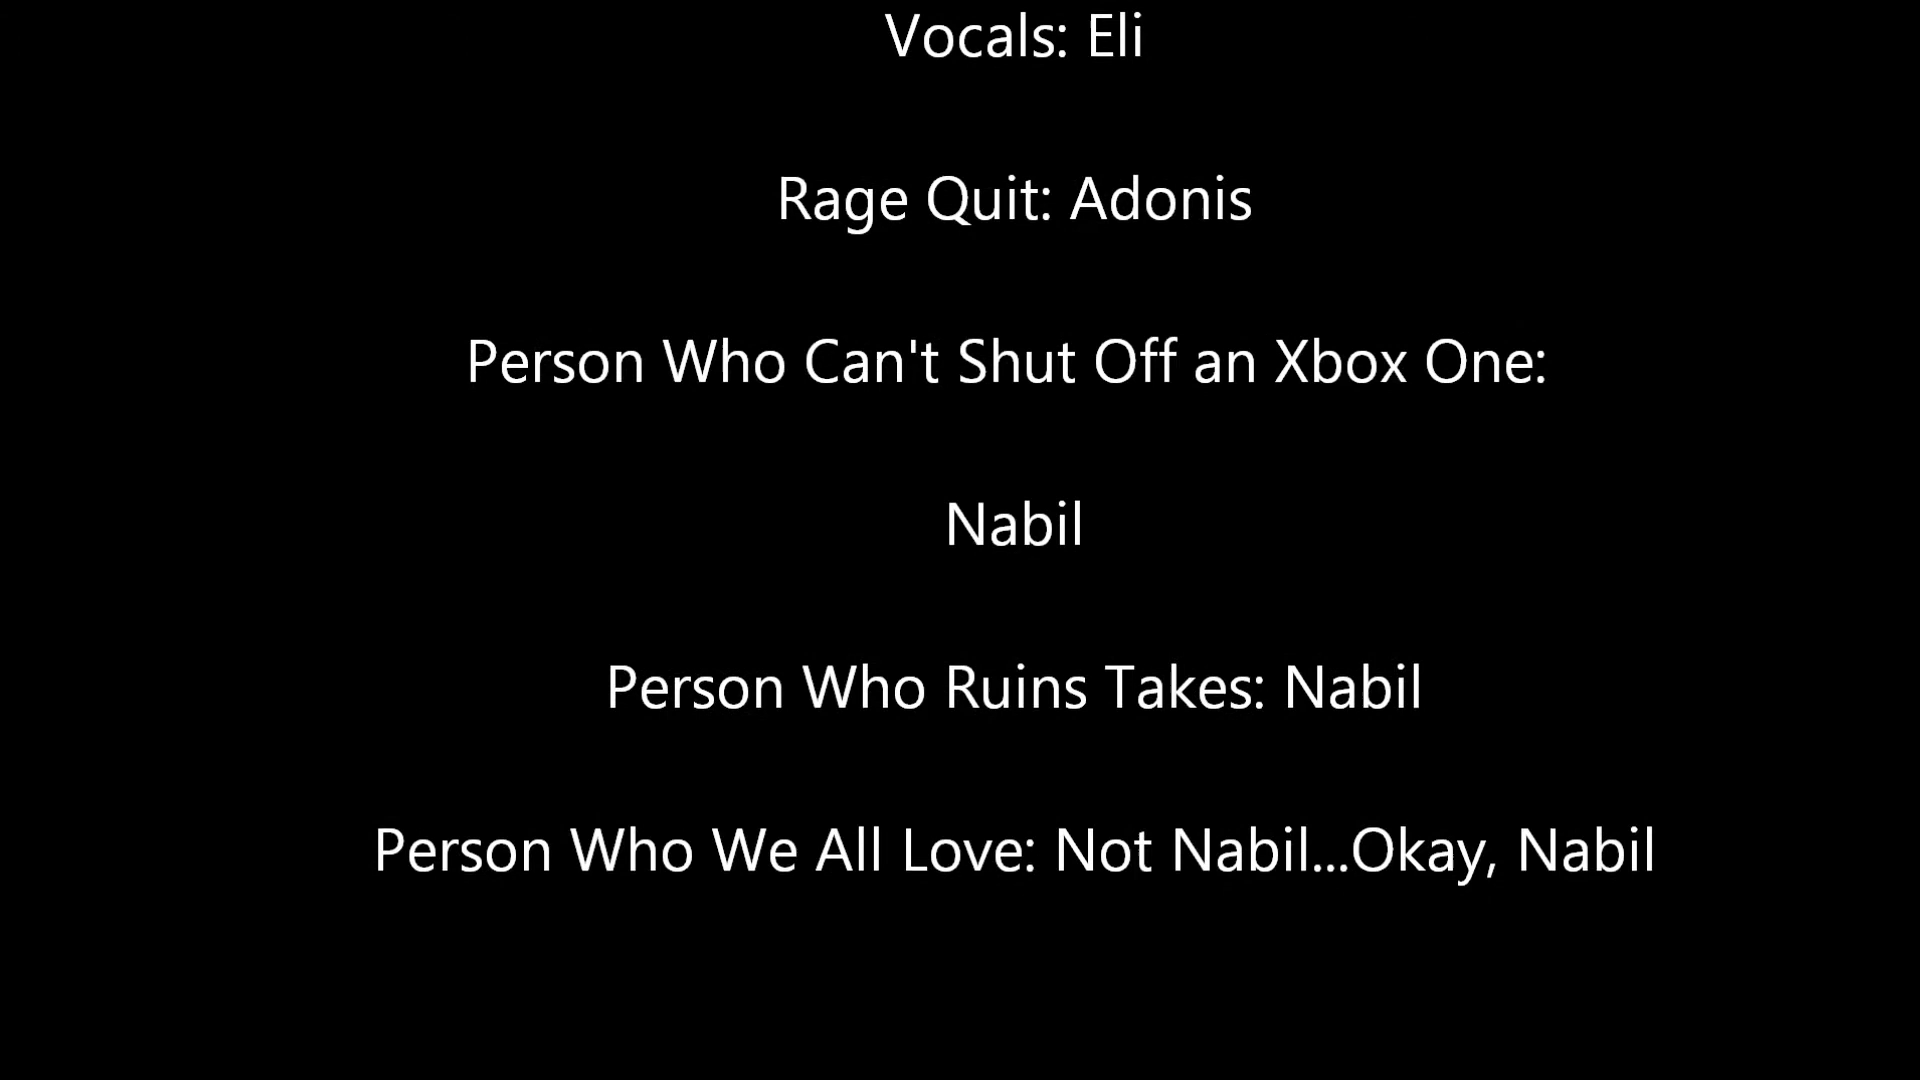 Vocals: Eli
Rage Quit: Adonis
Person Who Can't Shut Off an Xbox One:
Nabil
Person Who Ruins Takes: Nabil
Person Who We All Love: Not Nabil...Okay, Nabil